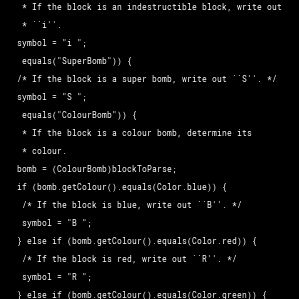 * If the block is an indestructible block, write out
* ``i''.
symbol = "i ";
equals("SuperBomb")) {
/* If the block is a super bomb, write out ``S''. */
symbol = "S ";
equals("ColourBomb")) {
* If the block is a colour bomb, determine its
* colour.
bomb = (ColourBomb)blockToParse;
if (bomb.getColour().equals(Color.blue)) {
/* If the block is blue, write out ``B''. */
symbol = "B ";
} else if (bomb.getColour().equals(Color.red)) {
/* If the block is red, write out ``R''. */
symbol = "R ";
} else if (bomb.getColour().equals(Color.green)) {